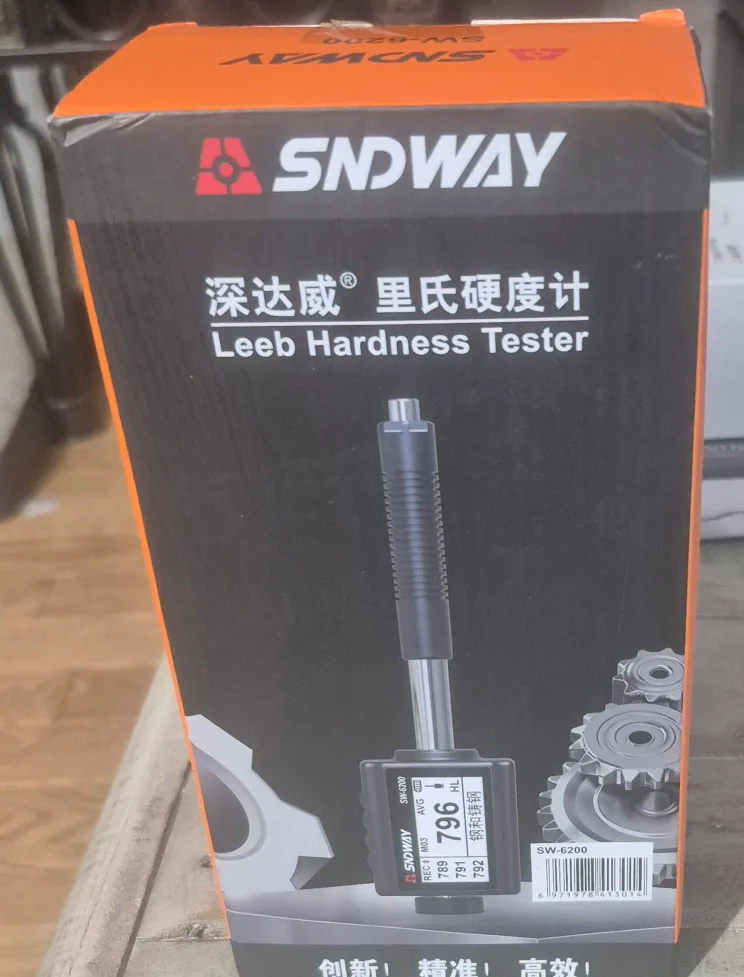 SW-6200
SNDWAY
SNDWAY
深达威® 里氏硬度计
Leeb Hardness Tester
SNDWAY
SW-6200
REC# M03 AVG
789
791
792
796 HL
钢和铸钢
SW-6200
6 971978 413014
创新! 精准! 高效!